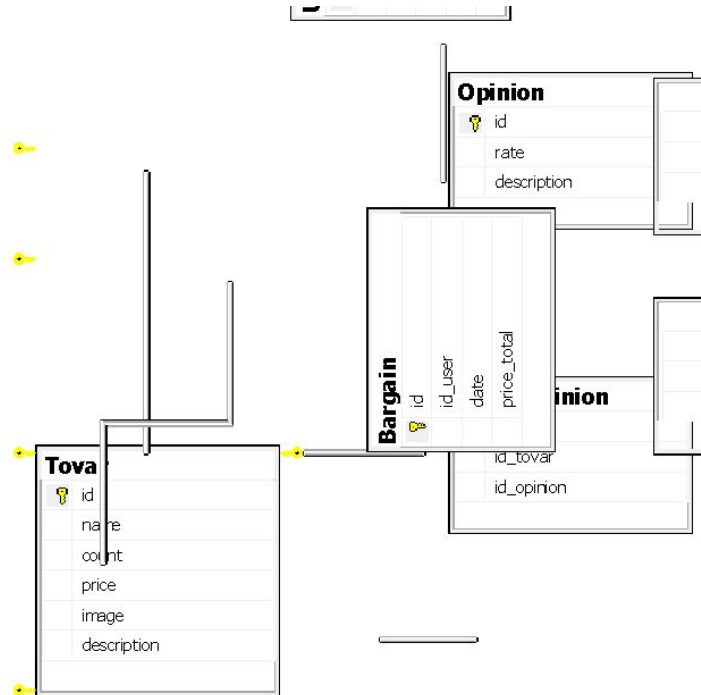 Opinion
id
rate
description
Bargain
id
id_user
date
price_total
inion
id_tovar
id_opinion
Tovar
id
name
count
price
image
description